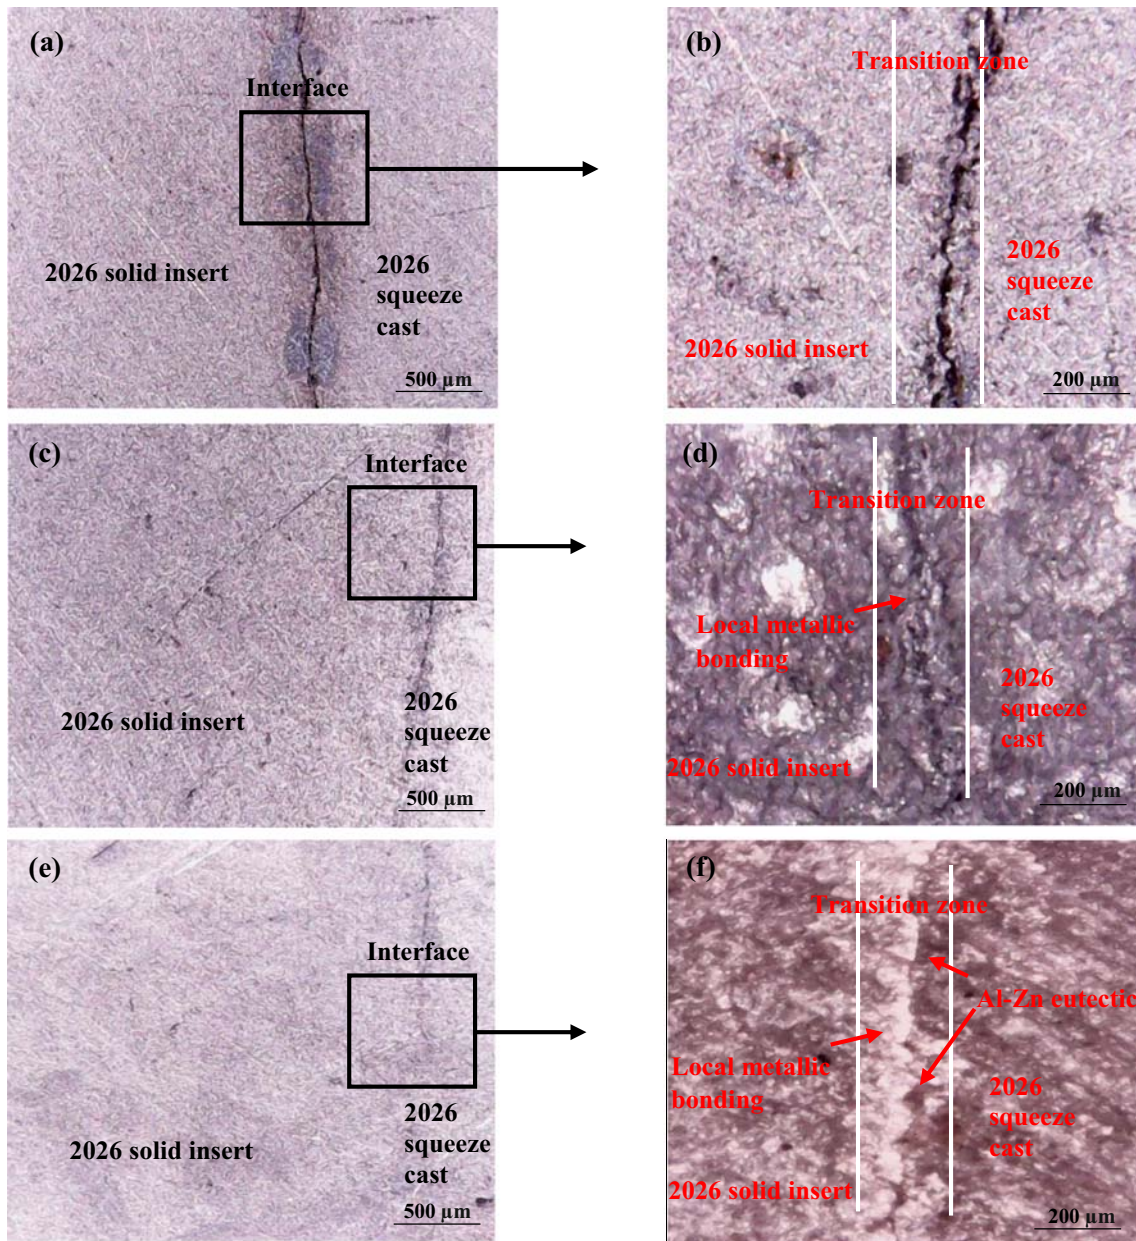 (a)
Interface
2026 solid insert
2026
squeeze
cast
500 µm
(b)
Transition zone
2026
squeeze
cast
2026 solid insert
200 µm
(c)
Interface
2026 solid insert
2026
squeeze
cast
500 µm
(d)
Transition zone
Local metallic
bonding
2026
squeeze
cast
2026 solid insert
200 µm
(e)
Interface
2026 solid insert
2026
squeeze
cast
500 µm
(f)
Transition zone
Al-Zn eutectic
Local metallic
bonding
2026
squeeze
cast
2026 solid insert
200 µm